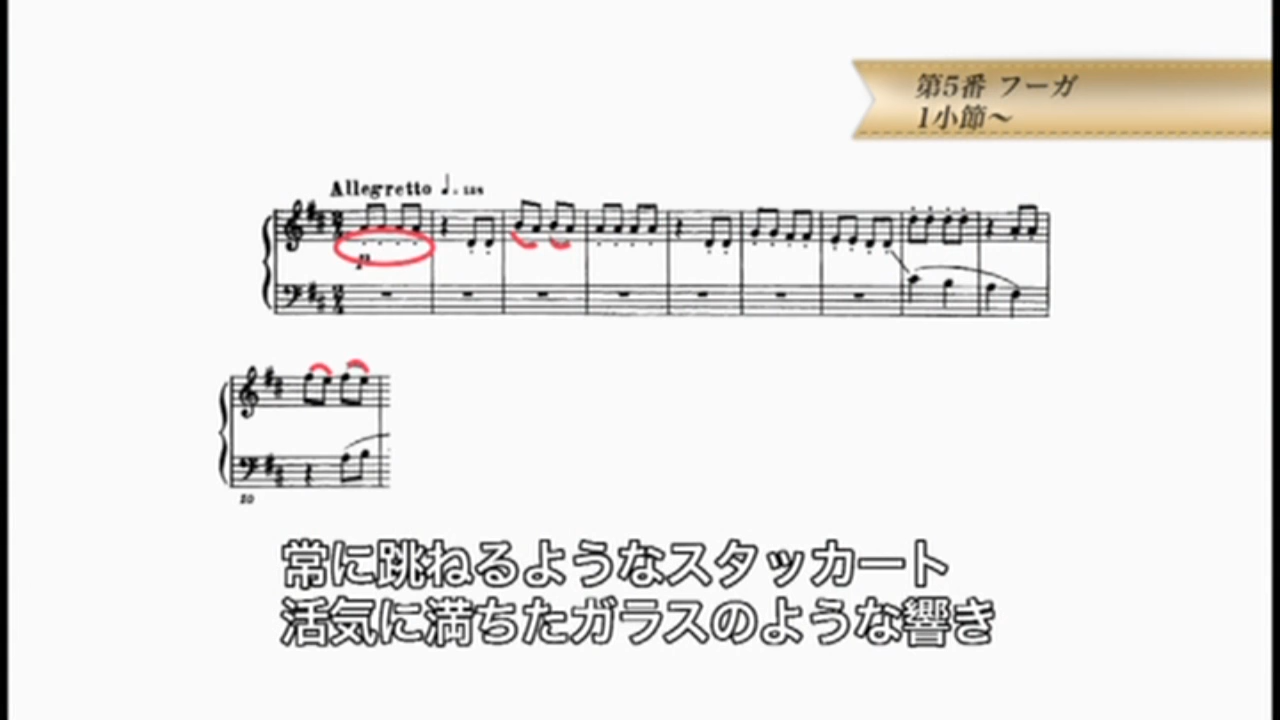 第5番 フーガ
1小節～
Allegretto ♩.
p
10
常に跳ねるようなスタッカート
活気に満ちたガラスのような響き